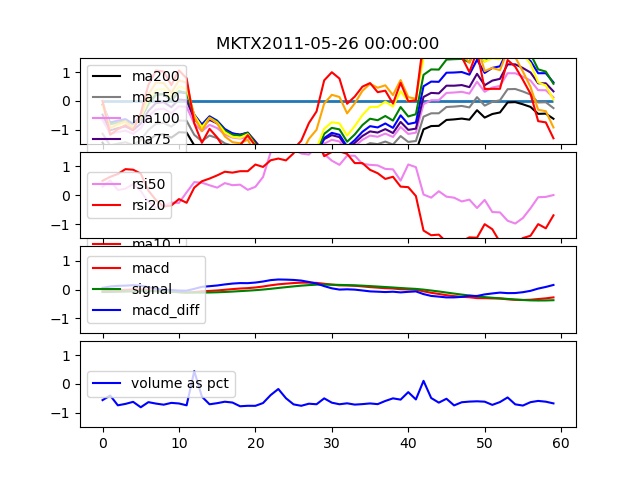 MKTX2011-05-26 00:00:00
1
0
−1
ma200
ma150
ma100
ma75
1
0
−1
rsi50
rsi20
ma10
1
0
−1
macd
signal
macd_diff
1
0
−1
volume as pct
0 10 20 30 40 50 60